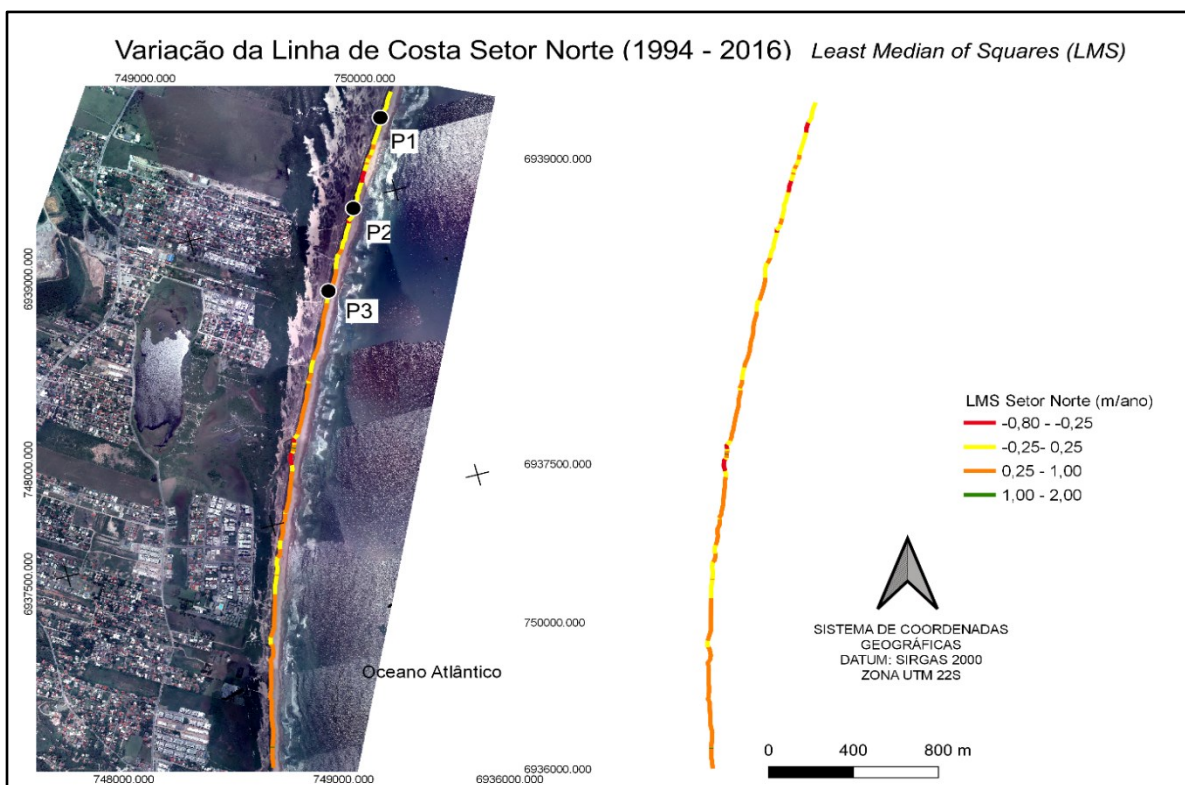 Variação da Linha de Costa Setor Norte (1994 - 2016) Least Median of Squares (LMS)
749000.000 750000.000
P1
6939000.000
P2
6939000.000
P3
LMS Setor Norte (m/ano)
-0,80 - -0,25
-0,25- 0,25
0,25 - 1,00
1,00 - 2,00
6937500.000
748000.000
6937500.000
750000.000
SISTEMA DE COORDENADAS
GEOGRÁFICAS
DATUM: SIRGAS 2000
ZONA UTM 22S
Oceano Atlântico
0 400 800 m
748000.000 749000.000 6936000.000 6936000.000